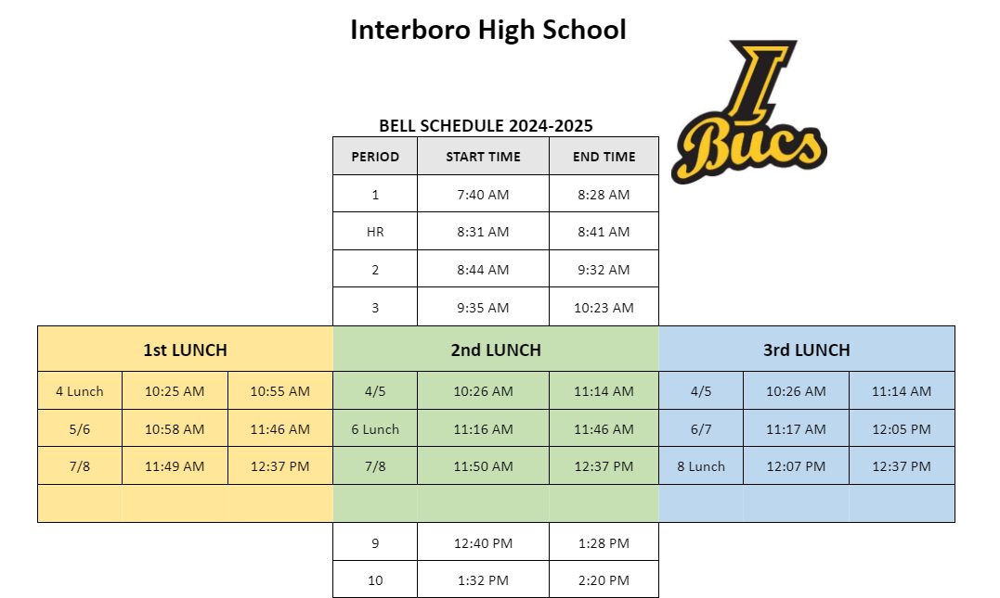 Interboro High School
I
Bucs
BELL SCHEDULE 2024-2025
PERIOD START TIME END TIME
1 7:40 AM 8:28 AM
HR 8:31 AM 8:41 AM
2 8:44 AM 9:32 AM
3 9:35 AM 10:23 AM
1st LUNCH 2nd LUNCH 3rd LUNCH
4 Lunch 10:25 AM 10:55 AM 4/5 10:26 AM 11:14 AM 4/5 10:26 AM 11:14 AM
5/6 10:58 AM 11:46 AM 6 Lunch 11:16 AM 11:46 AM 6/7 11:17 AM 12:05 PM
7/8 11:49 AM 12:37 PM 7/8 11:50 AM 12:37 PM 8 Lunch 12:07 PM 12:37 PM
9 12:40 PM 1:28 PM
10 1:32 PM 2:20 PM